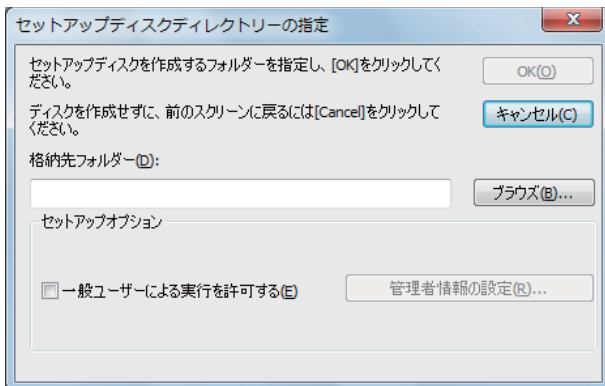 セットアップディスクディレクトリーの指定
セットアップディスクを作成するフォルダーを指定し、[OK]をクリックしてく
ださい。
OK(O)
ディスクを作成せずに、前のスクリーンに戻るには[Cancel]をクリックして
ください。
キャンセル(C)
格納先フォルダー(D):
ブラウズ(B)...
セットアップオプション
一般ユーザーによる実行を許可する(E)
管理者情報の設定(R)...